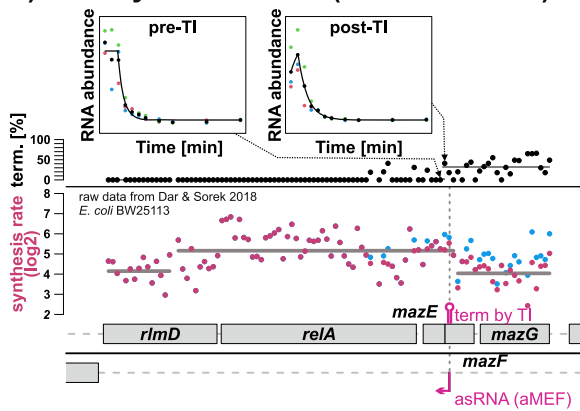 pre-TI
post-TI
RNA abundance
RNA abundance
Time [min]
Time [min]
term. [%]
100
50
0
raw data from Dar & Sorek 2018
E. coli BW25113
synthesis rate
(log2)
8
7
6
5
4
3
2
mazE
term by TI
rlmD
relA
mazG
mazF
asRNA (aMEF)